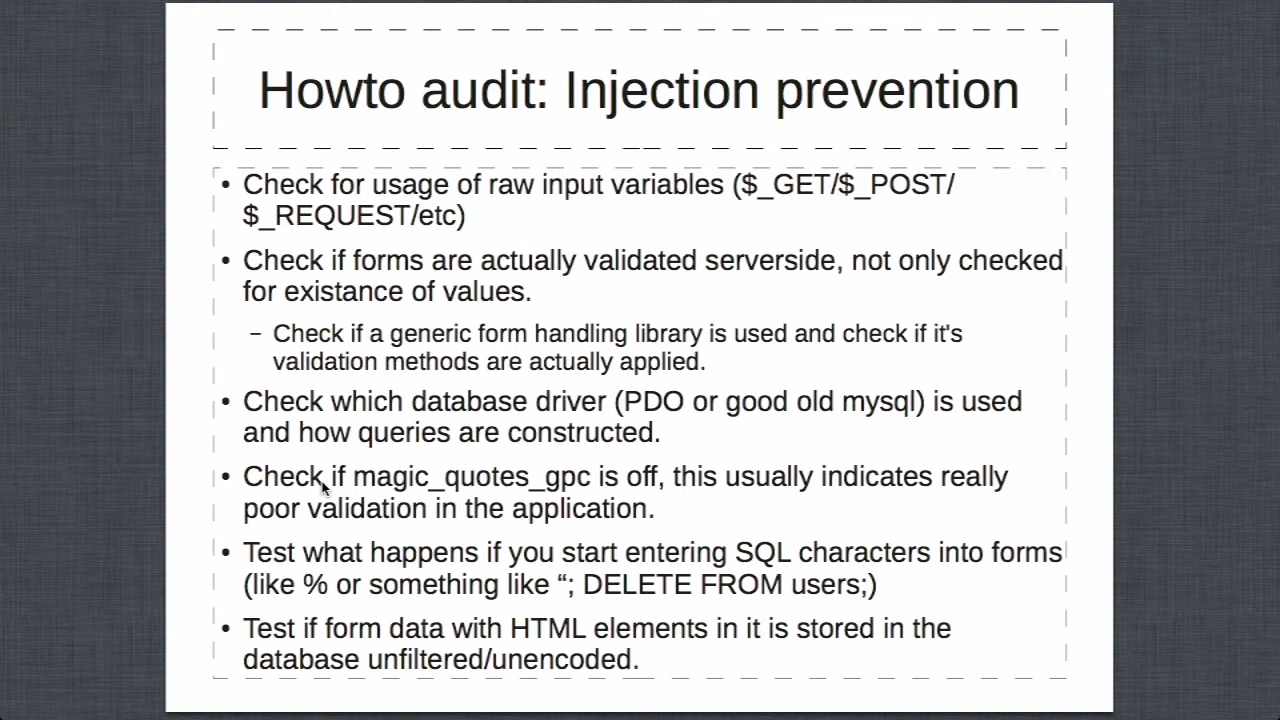 Howto audit: Injection prevention
• Check for usage of raw input variables ($_GET/$_POST/
$_REQUEST/etc)
• Check if forms are actually validated serverside, not only checked
for existance of values.
– Check if a generic form handling library is used and check if it's
validation methods are actually applied.
• Check which database driver (PDO or good old mysql) is used
and how queries are constructed.
• Check if magic_quotes_gpc is off, this usually indicates really
poor validation in the application.
• Test what happens if you start entering SQL characters into forms
(like % or something like “; DELETE FROM users;)
• Test if form data with HTML elements in it is stored in the
database unfiltered/unencoded.